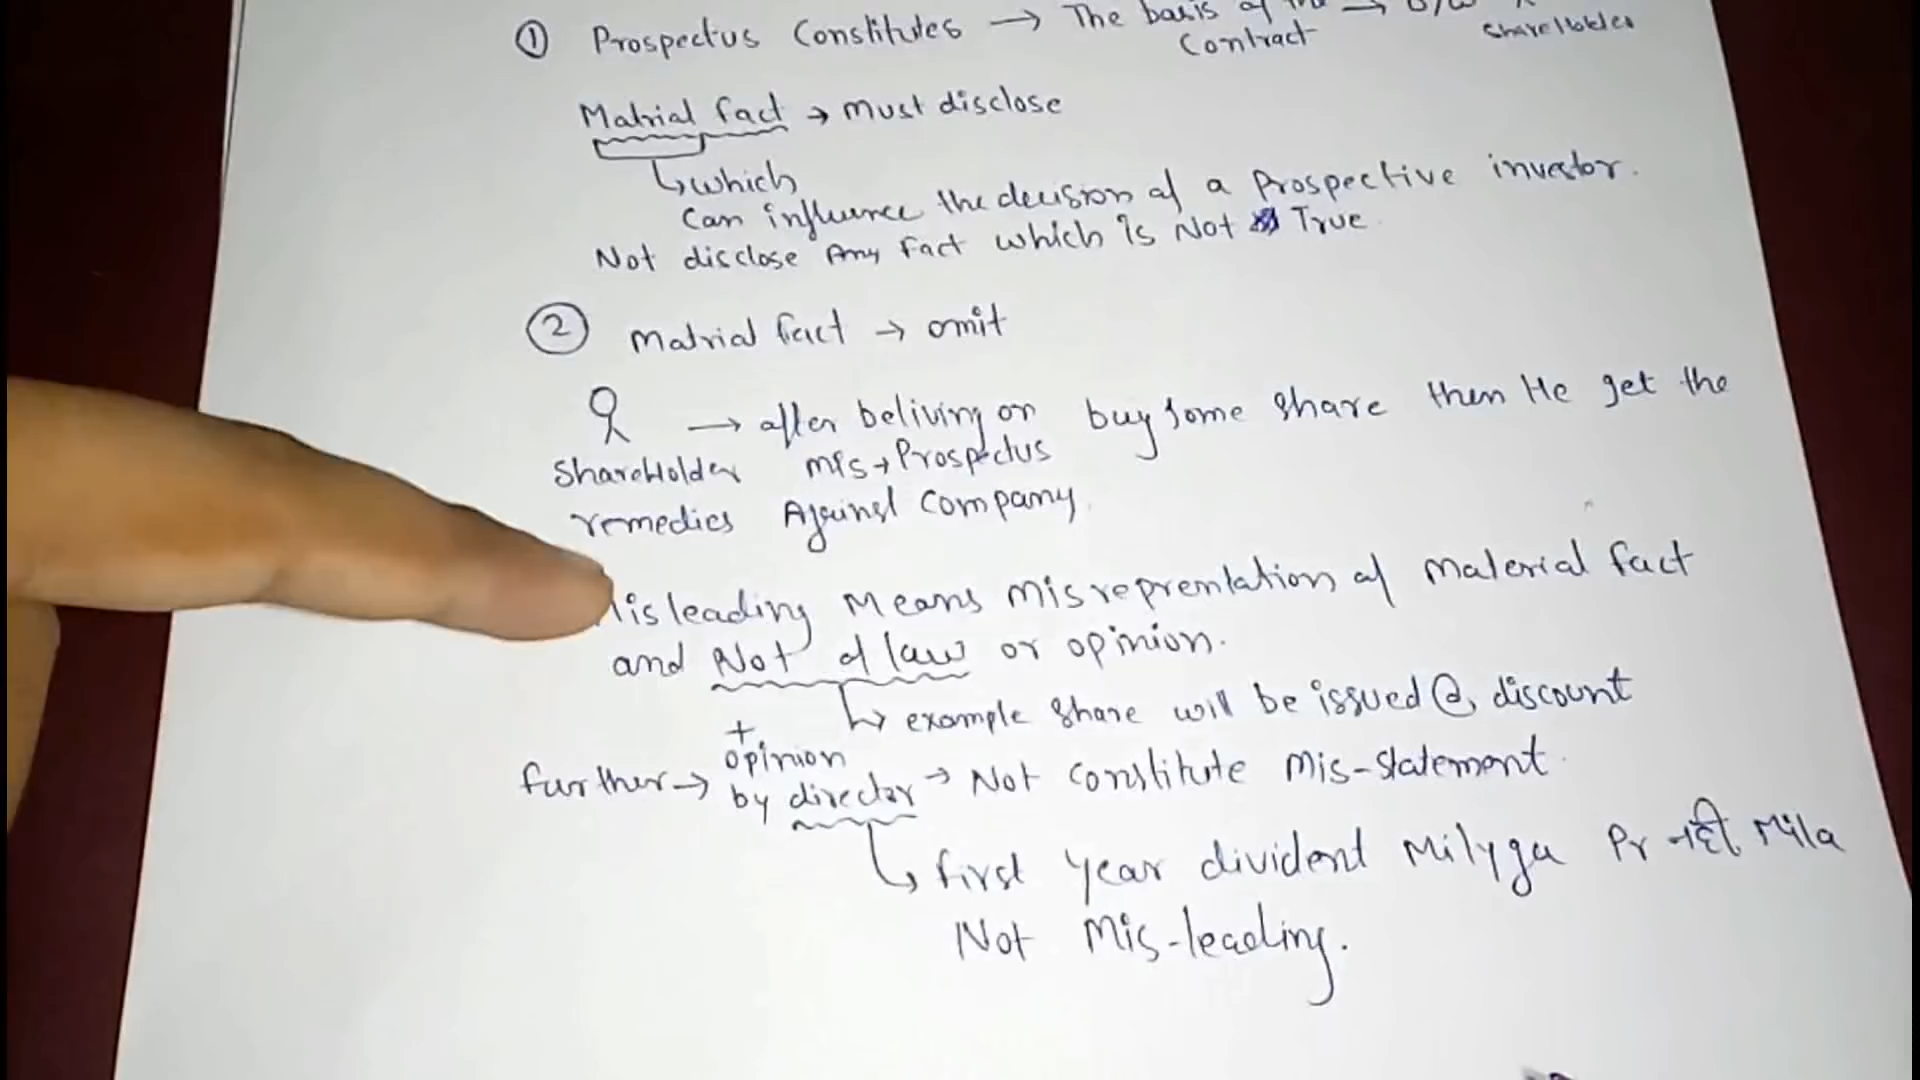 ① Prospectus Constitutes → The basis of the → B/w
Contract
shareholder
Matrial fact → Must disclose
↳ which
Can influence the decision of a Prospective investor.
Not disclose Any fact which is Not True
② Matrial fact → omit
→ after beliving on buy some share then He get the
Shareholder mis → Prospectus
remedies Against Company.
isleading Means Misreprentation of Material fact
and Not of law or opinion.
↳ example share will be issued @ discount
+
opinion
further → by director → Not Constitute Mis-statement.
↳ first year divident Milyga Pr नही Mila
Not Mis-leading.